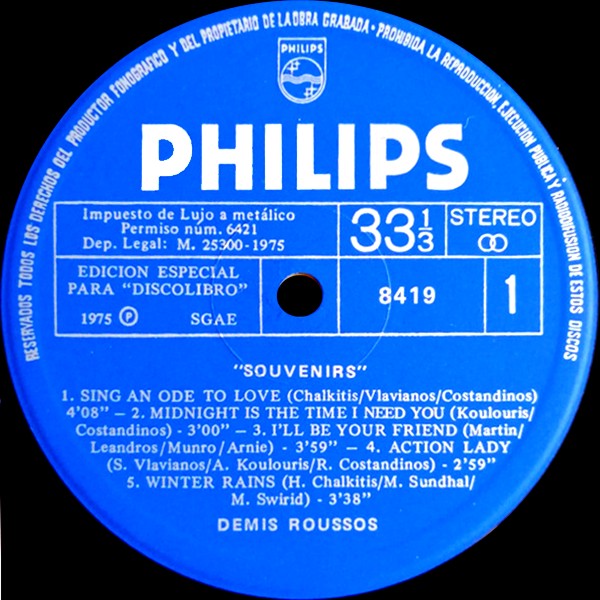 RESERVADOS TODOS LOS DERECHOS DEL PRODUCTOR FONOGRAFICO Y DEL PROPIETARIO DE LA OBRA GRABADA · PROHIBIDA LA REPRODUCCION, EJECUCION PUBLICA Y RADIODIFUSION DE ESTOS DISCOS
PHILIPS
PHILIPS
Impuesto de Lujo a metálico
Permiso núm. 6421
Dep. Legal: M. 25300-1975
33 1/3
STEREO
EDICION ESPECIAL
PARA "DISCOLIBRO"
1975 Ⓟ SGAE
8419
1
"SOUVENIRS"
1. SING AN ODE TO LOVE (Chalkitis/Vlavianos/Costandinos)
4'08" — 2. MIDNIGHT IS THE TIME I NEED YOU (Koulouris/
Costandinos) - 3'00" — 3. I'LL BE YOUR FRIEND (Martin/
Leandros/Munro/Arnie) - 3'59" — 4. ACTION LADY
(S. Vlavianos/A. Koulouris/R. Costandinos) - 2'59"
5. WINTER RAINS (H. Chalkitis/M. Sundhal/
M. Swirid) - 3'38"
DEMIS ROUSSOS